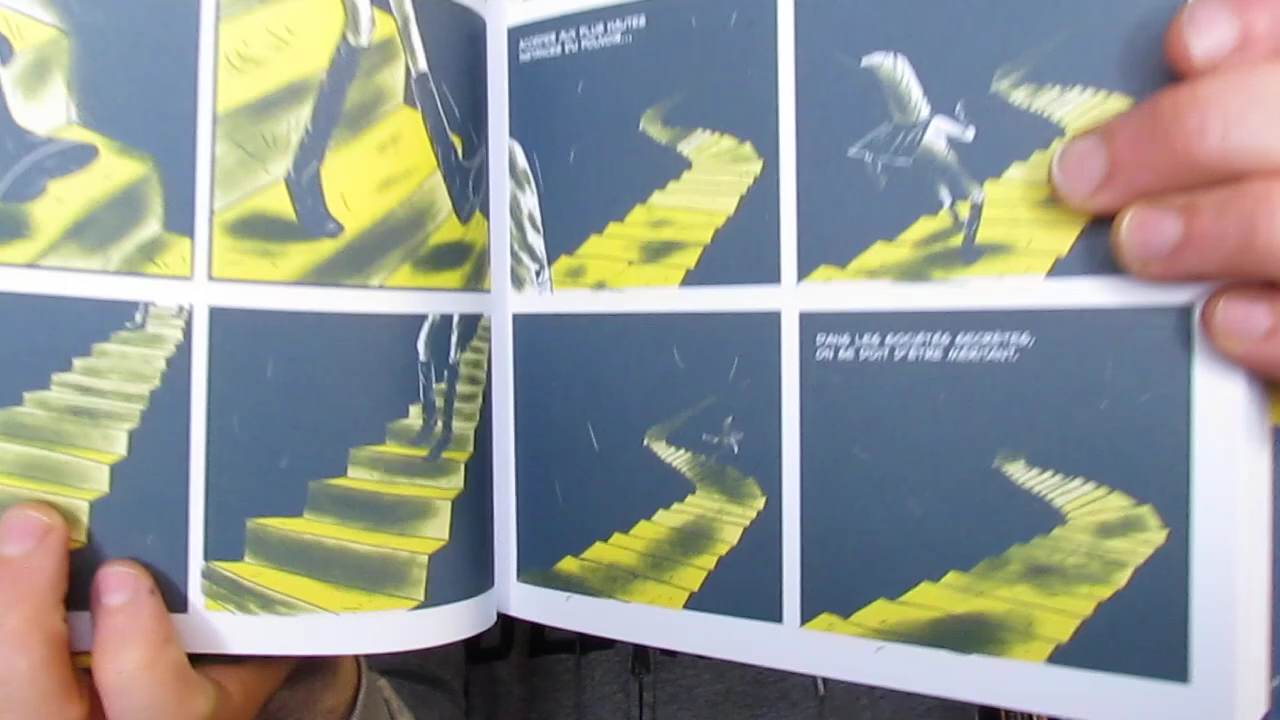 ACCÉDER AUX PLUS HAUTES
INSTANCES DU POUVOIR...
DANS LES SOCIÉTÉS SECRÈTES,
ON SE DOIT D'ÊTRE MÉFIANT.